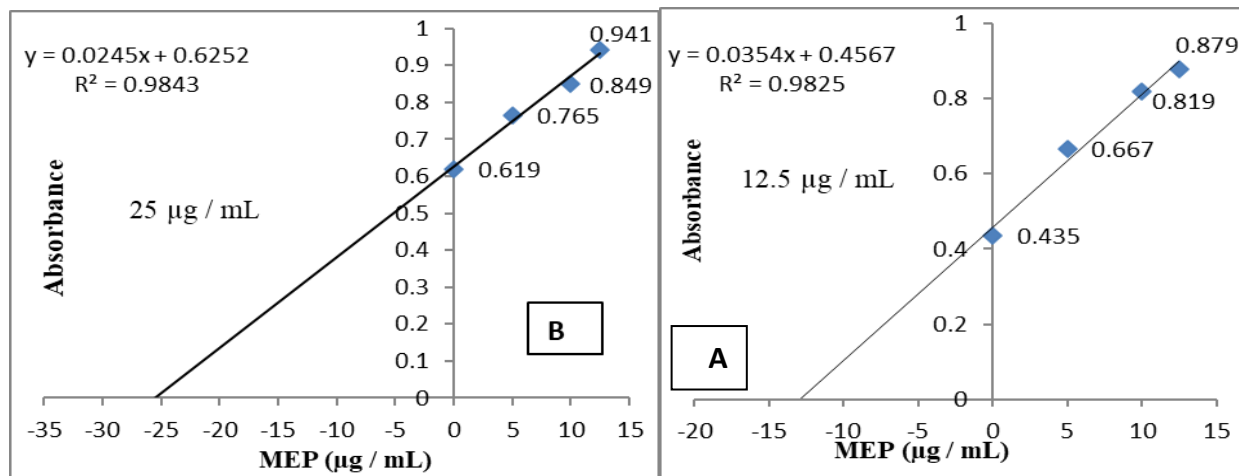 y = 0.0245x + 0.6252
R² = 0.9843
25 µg / mL
Absorbance
1
0.9
0.8
0.7
0.6
0.5
0.4
0.3
0.2
0.1
0
0.941
0.849
0.765
0.619
B
-35 -30 -25 -20 -15 -10 -5 0 5 10 15
MEP (µg / mL)
y = 0.0354x + 0.4567
R² = 0.9825
12.5 µg / mL
Absorbance
1
0.8
0.6
0.4
0.2
0
0.879
0.819
0.667
0.435
A
-20 -15 -10 -5 0 5 10 15
MEP (µg / mL)